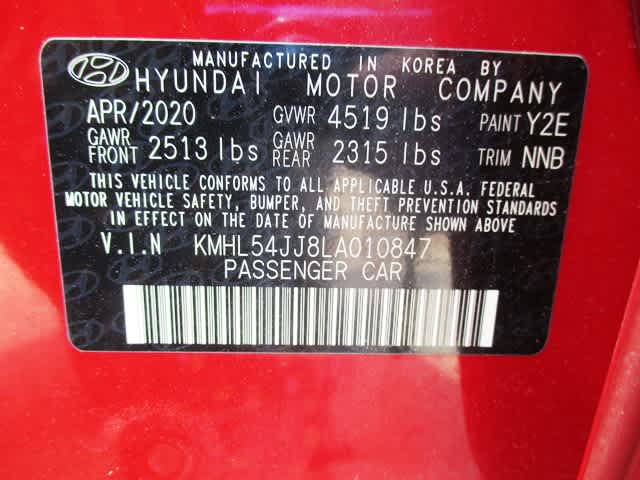 MANUFACTURED IN KOREA BY
HYUNDAI MOTOR COMPANY
APR/2020 GVWR 4519 lbs PAINT Y2E
GAWR FRONT 2513 lbs GAWR REAR 2315 lbs TRIM NNB
THIS VEHICLE CONFORMS TO ALL APPLICABLE U.S.A. FEDERAL
MOTOR VEHICLE SAFETY, BUMPER, AND THEFT PREVENTION STANDARDS
IN EFFECT ON THE DATE OF MANUFACTURE SHOWN ABOVE
V.I.N KMHL54JJ8LA010847
PASSENGER CAR